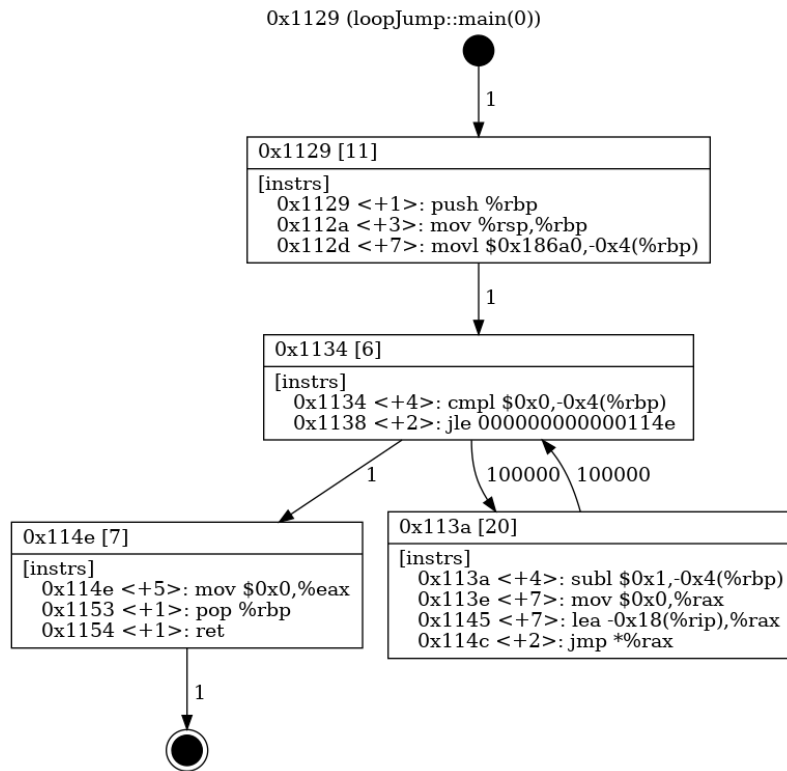 0x1129 (loopJump::main(0))
1
0x1129 [11]
[instrs]
0x1129 <+1>: push %rbp
0x112a <+3>: mov %rsp,%rbp
0x112d <+7>: movl $0x186a0,-0x4(%rbp)
1
0x1134 [6]
[instrs]
0x1134 <+4>: cmpl $0x0,-0x4(%rbp)
0x1138 <+2>: jle 000000000000114e
1
100000
100000
0x114e [7]
[instrs]
0x114e <+5>: mov $0x0,%eax
0x1153 <+1>: pop %rbp
0x1154 <+1>: ret
0x113a [20]
[instrs]
0x113a <+4>: subl $0x1,-0x4(%rbp)
0x113e <+7>: mov $0x0,%rax
0x1145 <+7>: lea -0x18(%rip),%rax
0x114c <+2>: jmp *%rax
1